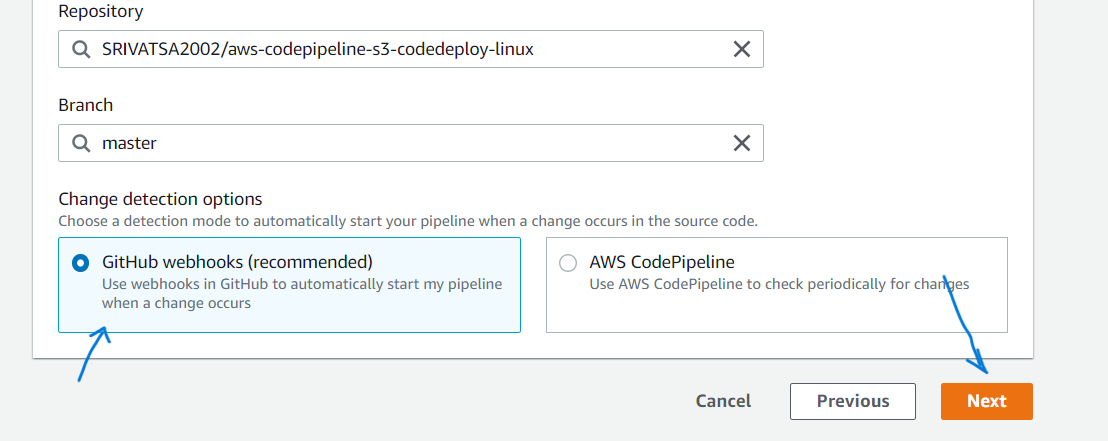 Repository
SRIVATSA2002/aws-codepipeline-s3-codedeploy-linux
Branch
master
Change detection options
Choose a detection mode to automatically start your pipeline when a change occurs in the source code.
GitHub webhooks (recommended)
Use webhooks in GitHub to automatically start my pipeline
when a change occurs
AWS CodePipeline
Use AWS CodePipeline to check periodically for changes
Cancel
Previous
Next